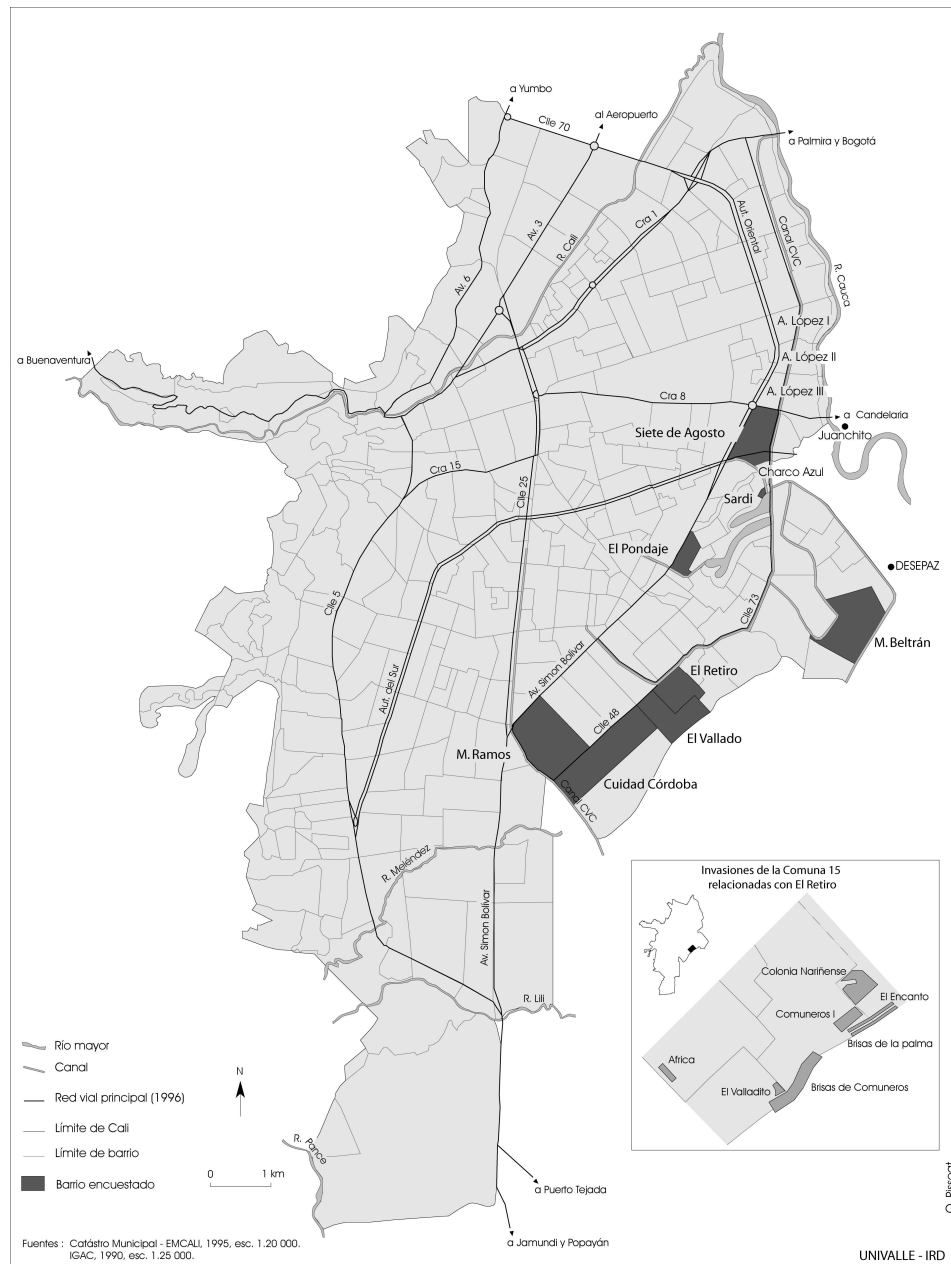 a Yumbo
al Aeropuerto
Clle 70
a Palmira y Bogotá
Av. 3
Cra 1
R. Cali
Aut. Oriental
Canal CVC
R. Cauca
Av. 6
A. López I
a Buenaventura
A. López II
A. López III
Cra 8
a Candelaria
Siete de Agosto
Juanchito
Cra 15
Charco Azul
Clle 25
Sardi
El Pondaje
DESEPAZ
Clle 5
Clle 73
M. Beltrán
Av. Simon Bolívar
El Retiro
Aut. del Sur
Clle 48
El Vallado
M. Ramos
Cuidad Córdoba
Canal CVC
R. Meléndez
Av. Simon Bolívar
R. Lili
R. Pance
a Puerto Tejada
a Jamundi y Popayán
Invasiones de la Comuna 15
relacionadas con El Retiro
Colonia Nariñense
El Encanto
Comuneros I
Brisas de la palma
Africa
El Valladito
Brisas de Comuneros
Río mayor
Canal
Red vial principal (1996)
Límite de Cali
Límite de barrio
Barrio encuestado
N
0 1 km
Fuentes : Catástro Municipal - EMCALI, 1995, esc. 1.20 000.
IGAC, 1990, esc. 1.25 000.
UNIVALLE - IRD